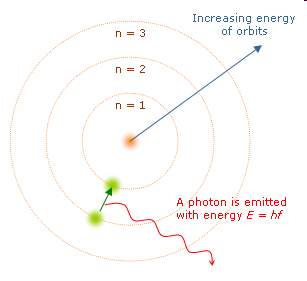 Increasing energy
of orbits
n = 3
n = 2
n = 1
A photon is emitted
with energy E = hf